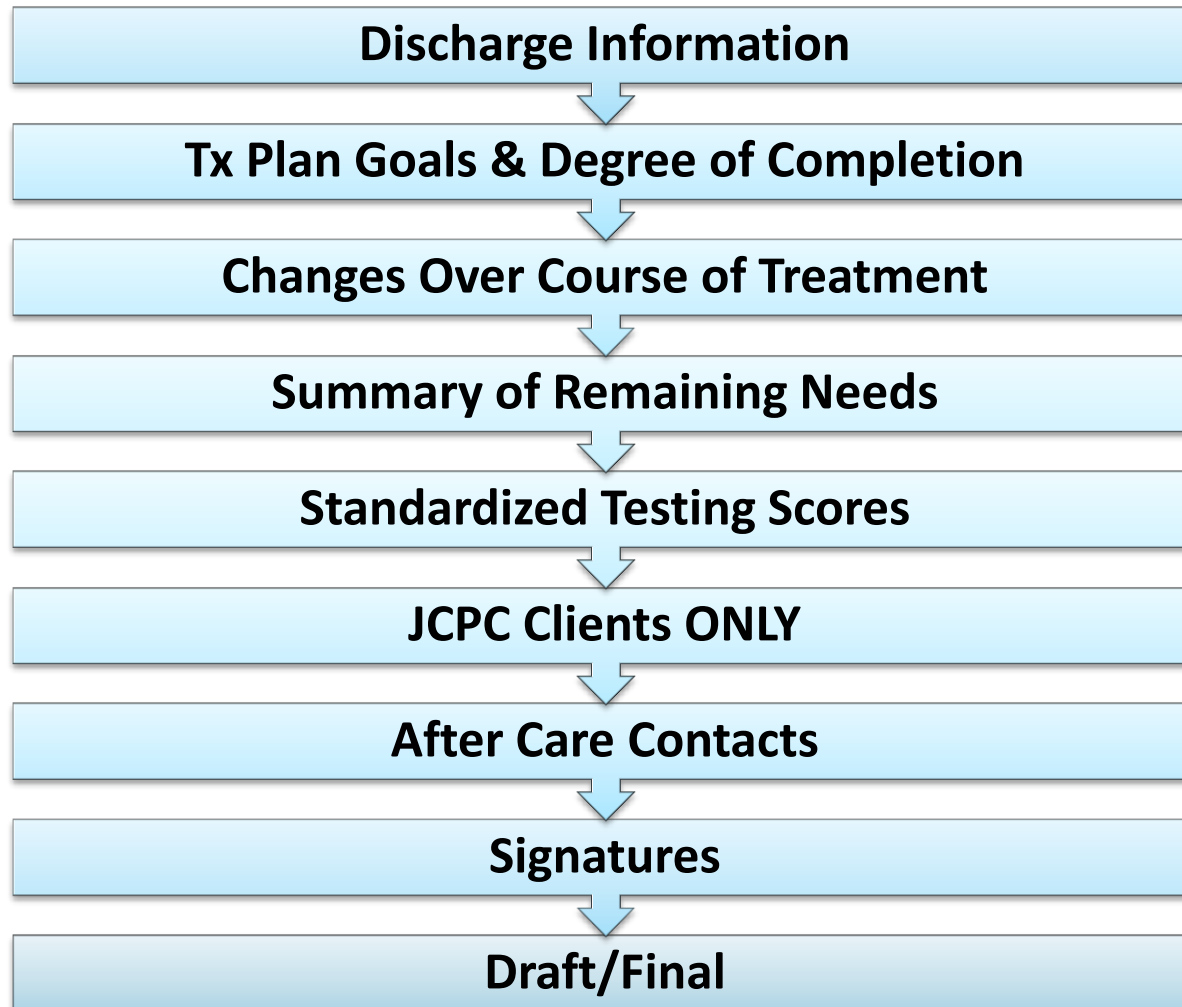 Discharge Information
Tx Plan Goals & Degree of Completion
Changes Over Course of Treatment
Summary of Remaining Needs
Standardized Testing Scores
JCPC Clients ONLY
After Care Contacts
Signatures
Draft/Final